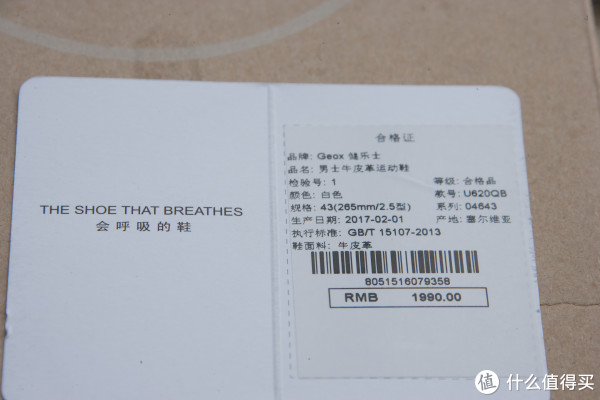 THE SHOE THAT BREATHES
会呼吸的鞋
合格证
品牌: Geox 健乐士
品名: 男士牛皮革运动鞋
检验号: 1 等级: 合格品
颜色: 白色 款号: U620QB
规格: 43(265mm/2.5型) 系列: 04643
生产日期: 2017-02-01 产地: 塞尔维亚
执行标准: GB/T 15107-2013
鞋面料: 牛皮革
8051516079358
RMB 1990.00
值 什么值得买